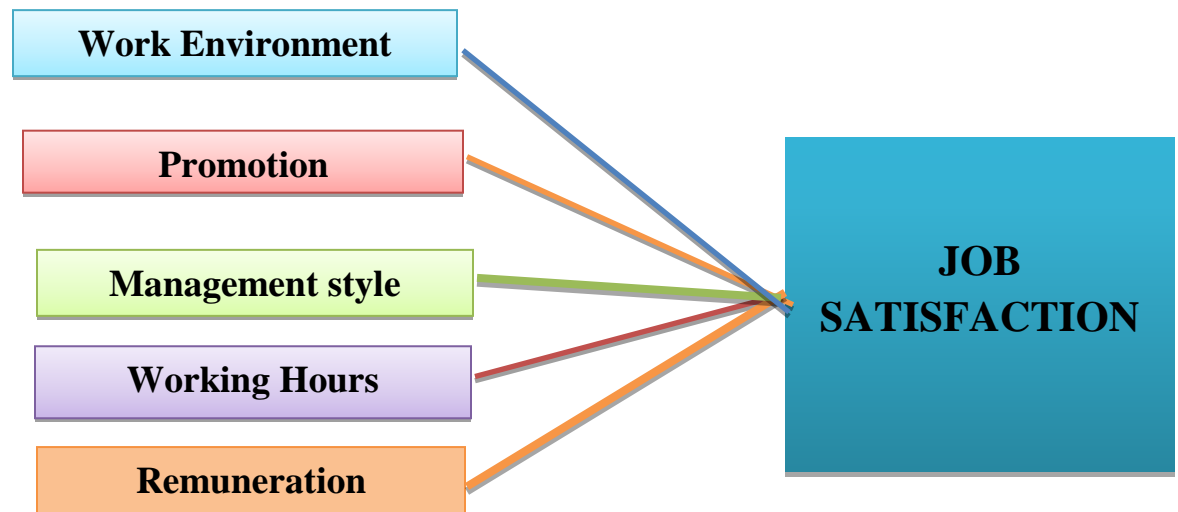 Work Environment
Promotion
Management style
Working Hours
Remuneration
JOB
SATISFACTION